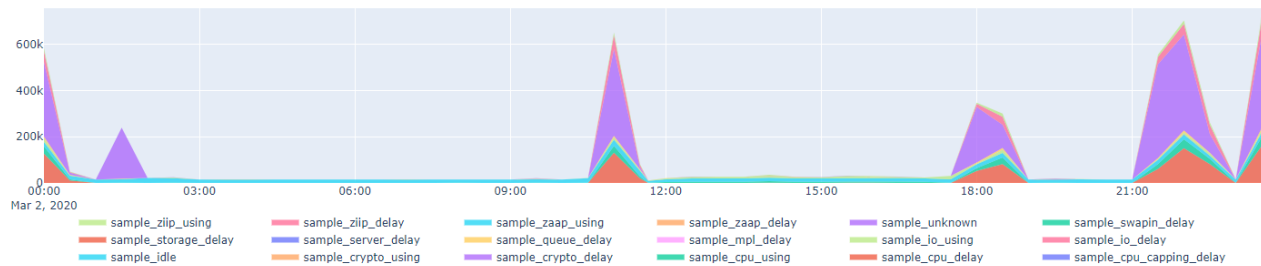 600k
400k
200k
0
00:00 03:00 06:00 09:00 12:00 15:00 18:00 21:00
Mar 2, 2020
sample_ziip_using sample_ziip_delay sample_zaap_using sample_zaap_delay sample_unknown sample_swapin_delay
sample_storage_delay sample_server_delay sample_queue_delay sample_mpl_delay sample_io_using sample_io_delay
sample_idle sample_crypto_using sample_crypto_delay sample_cpu_using sample_cpu_delay sample_cpu_capping_delay